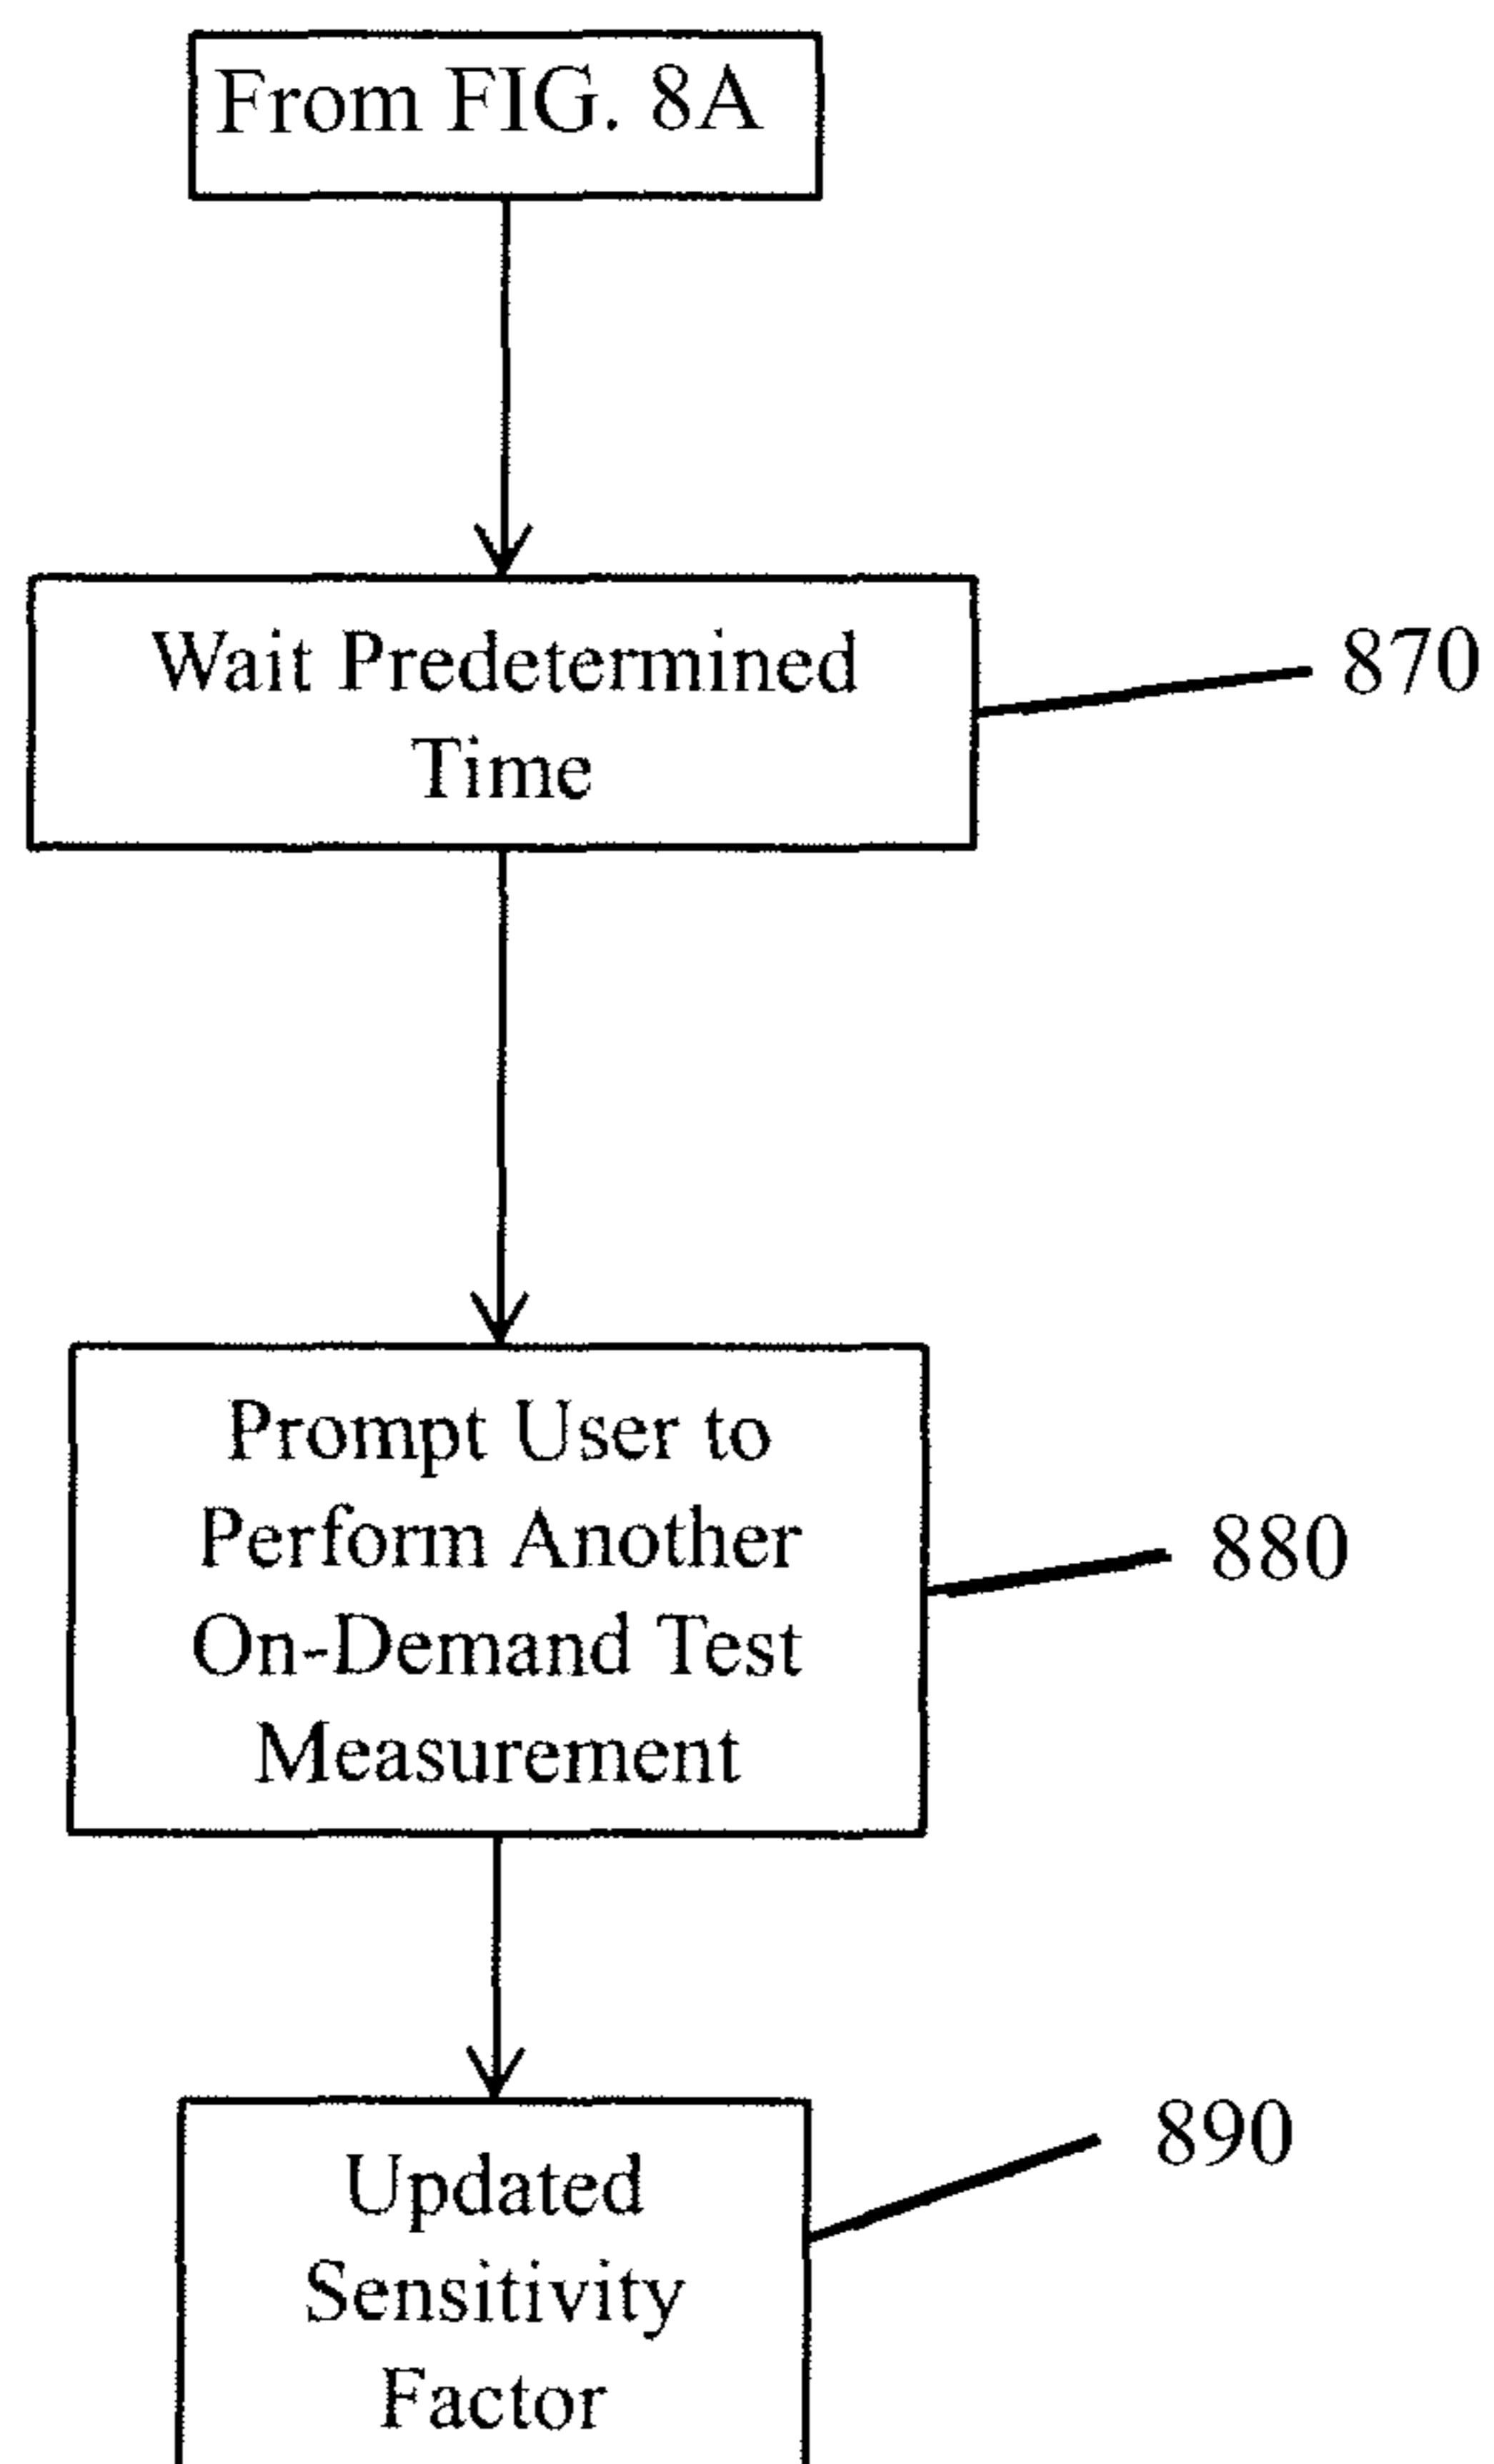 From FIG. 8A
Wait Predetermined
Time
870
Prompt User to
Perform Another
On-Demand Test
Measurement
880
Updated
Sensitivity
Factor
890